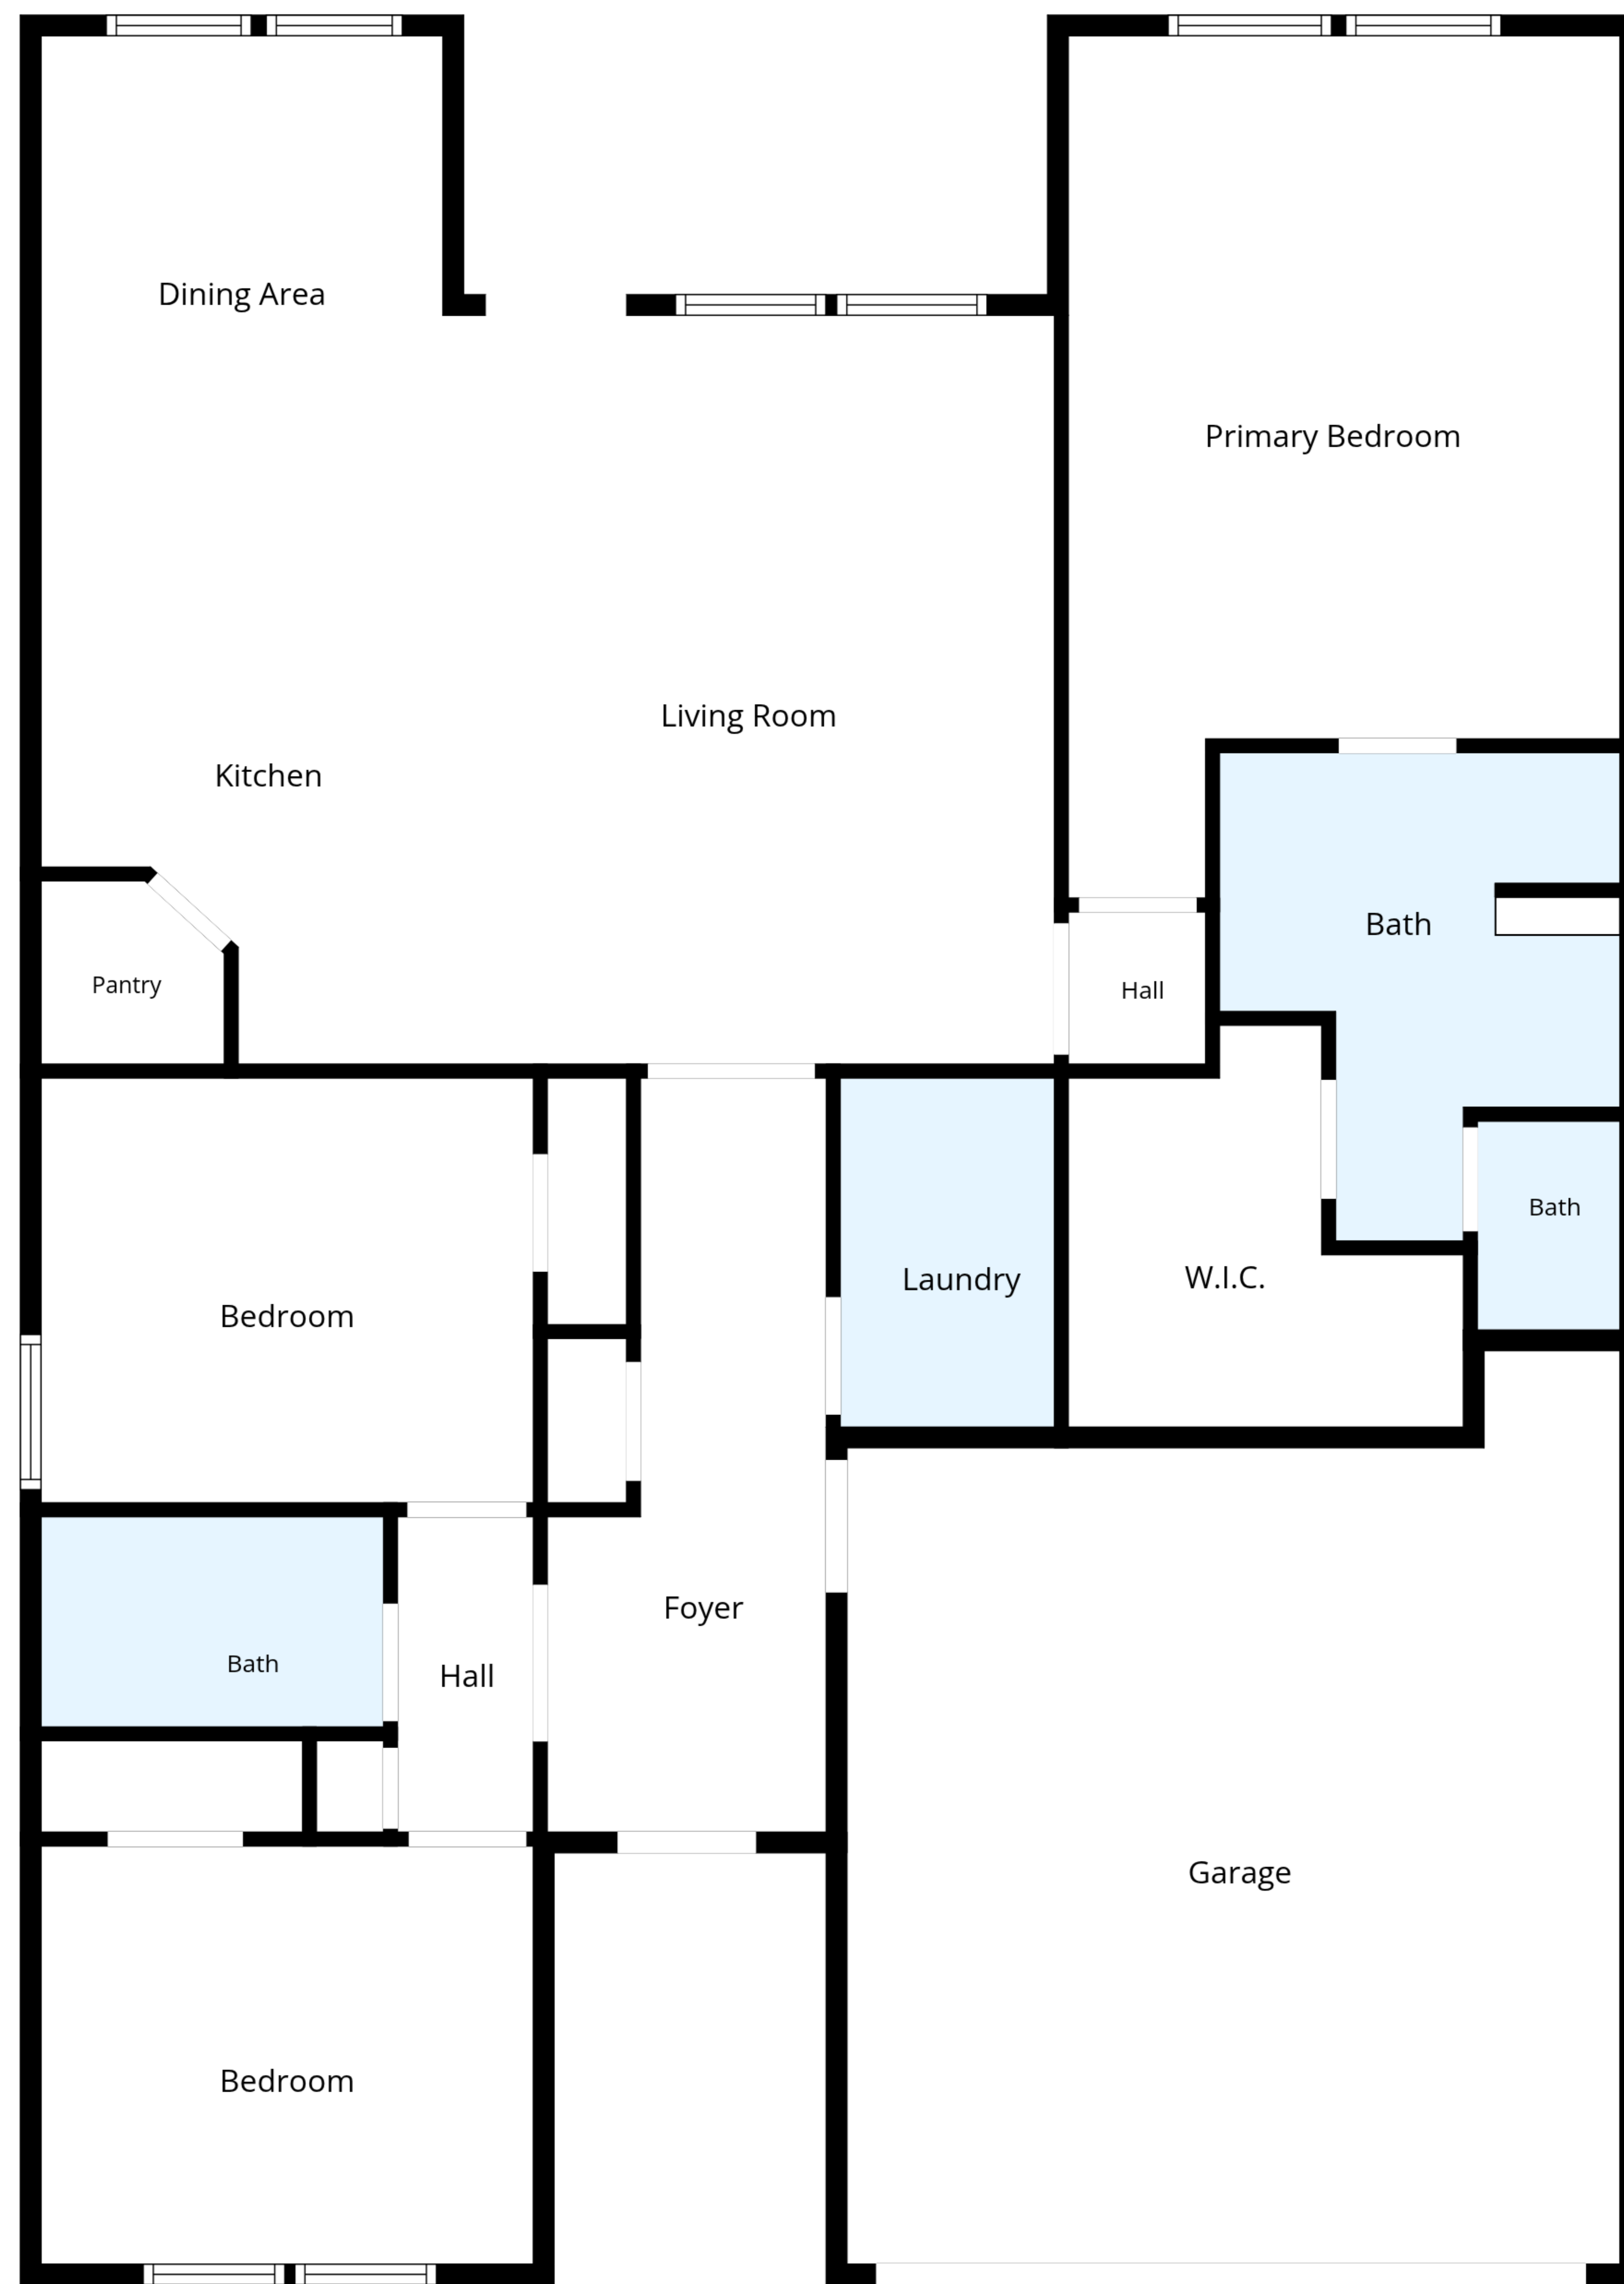 Dining Area
Primary Bedroom
Living Room
Kitchen
Bath
Pantry
Hall
Bath
Laundry
W.I.C.
Bedroom
Foyer
Bath
Hall
Garage
Bedroom